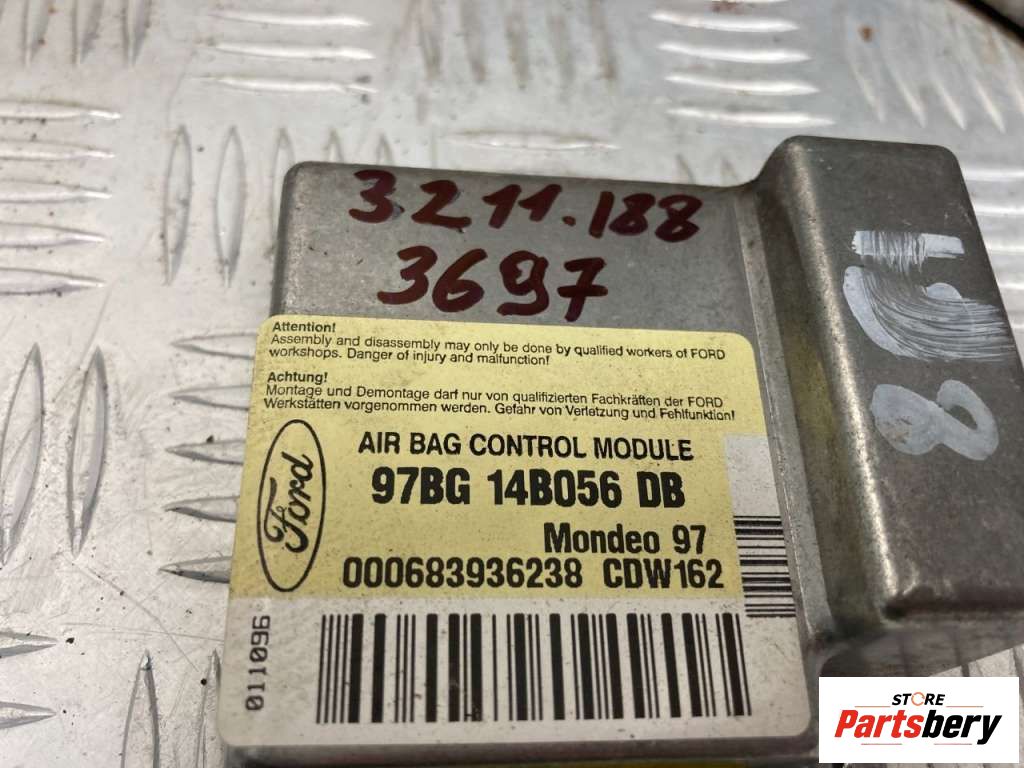 3211.188
3697
Attention!
Assembly and disassembly may only be done by qualified workers of FORD
workshops. Danger of injury and malfunction!
Achtung!
Montage und Demontage darf nur von qualifizierten Fachkräften der FORD
Werkstätten vorgenommen werden. Gefahr von Verletzung und Fehlfunktion!
Ford
AIR BAG CONTROL MODULE
97BG 14B056 DB
Mondeo 97
000683936238 CDW162
011096
8
STORE
Partsbery